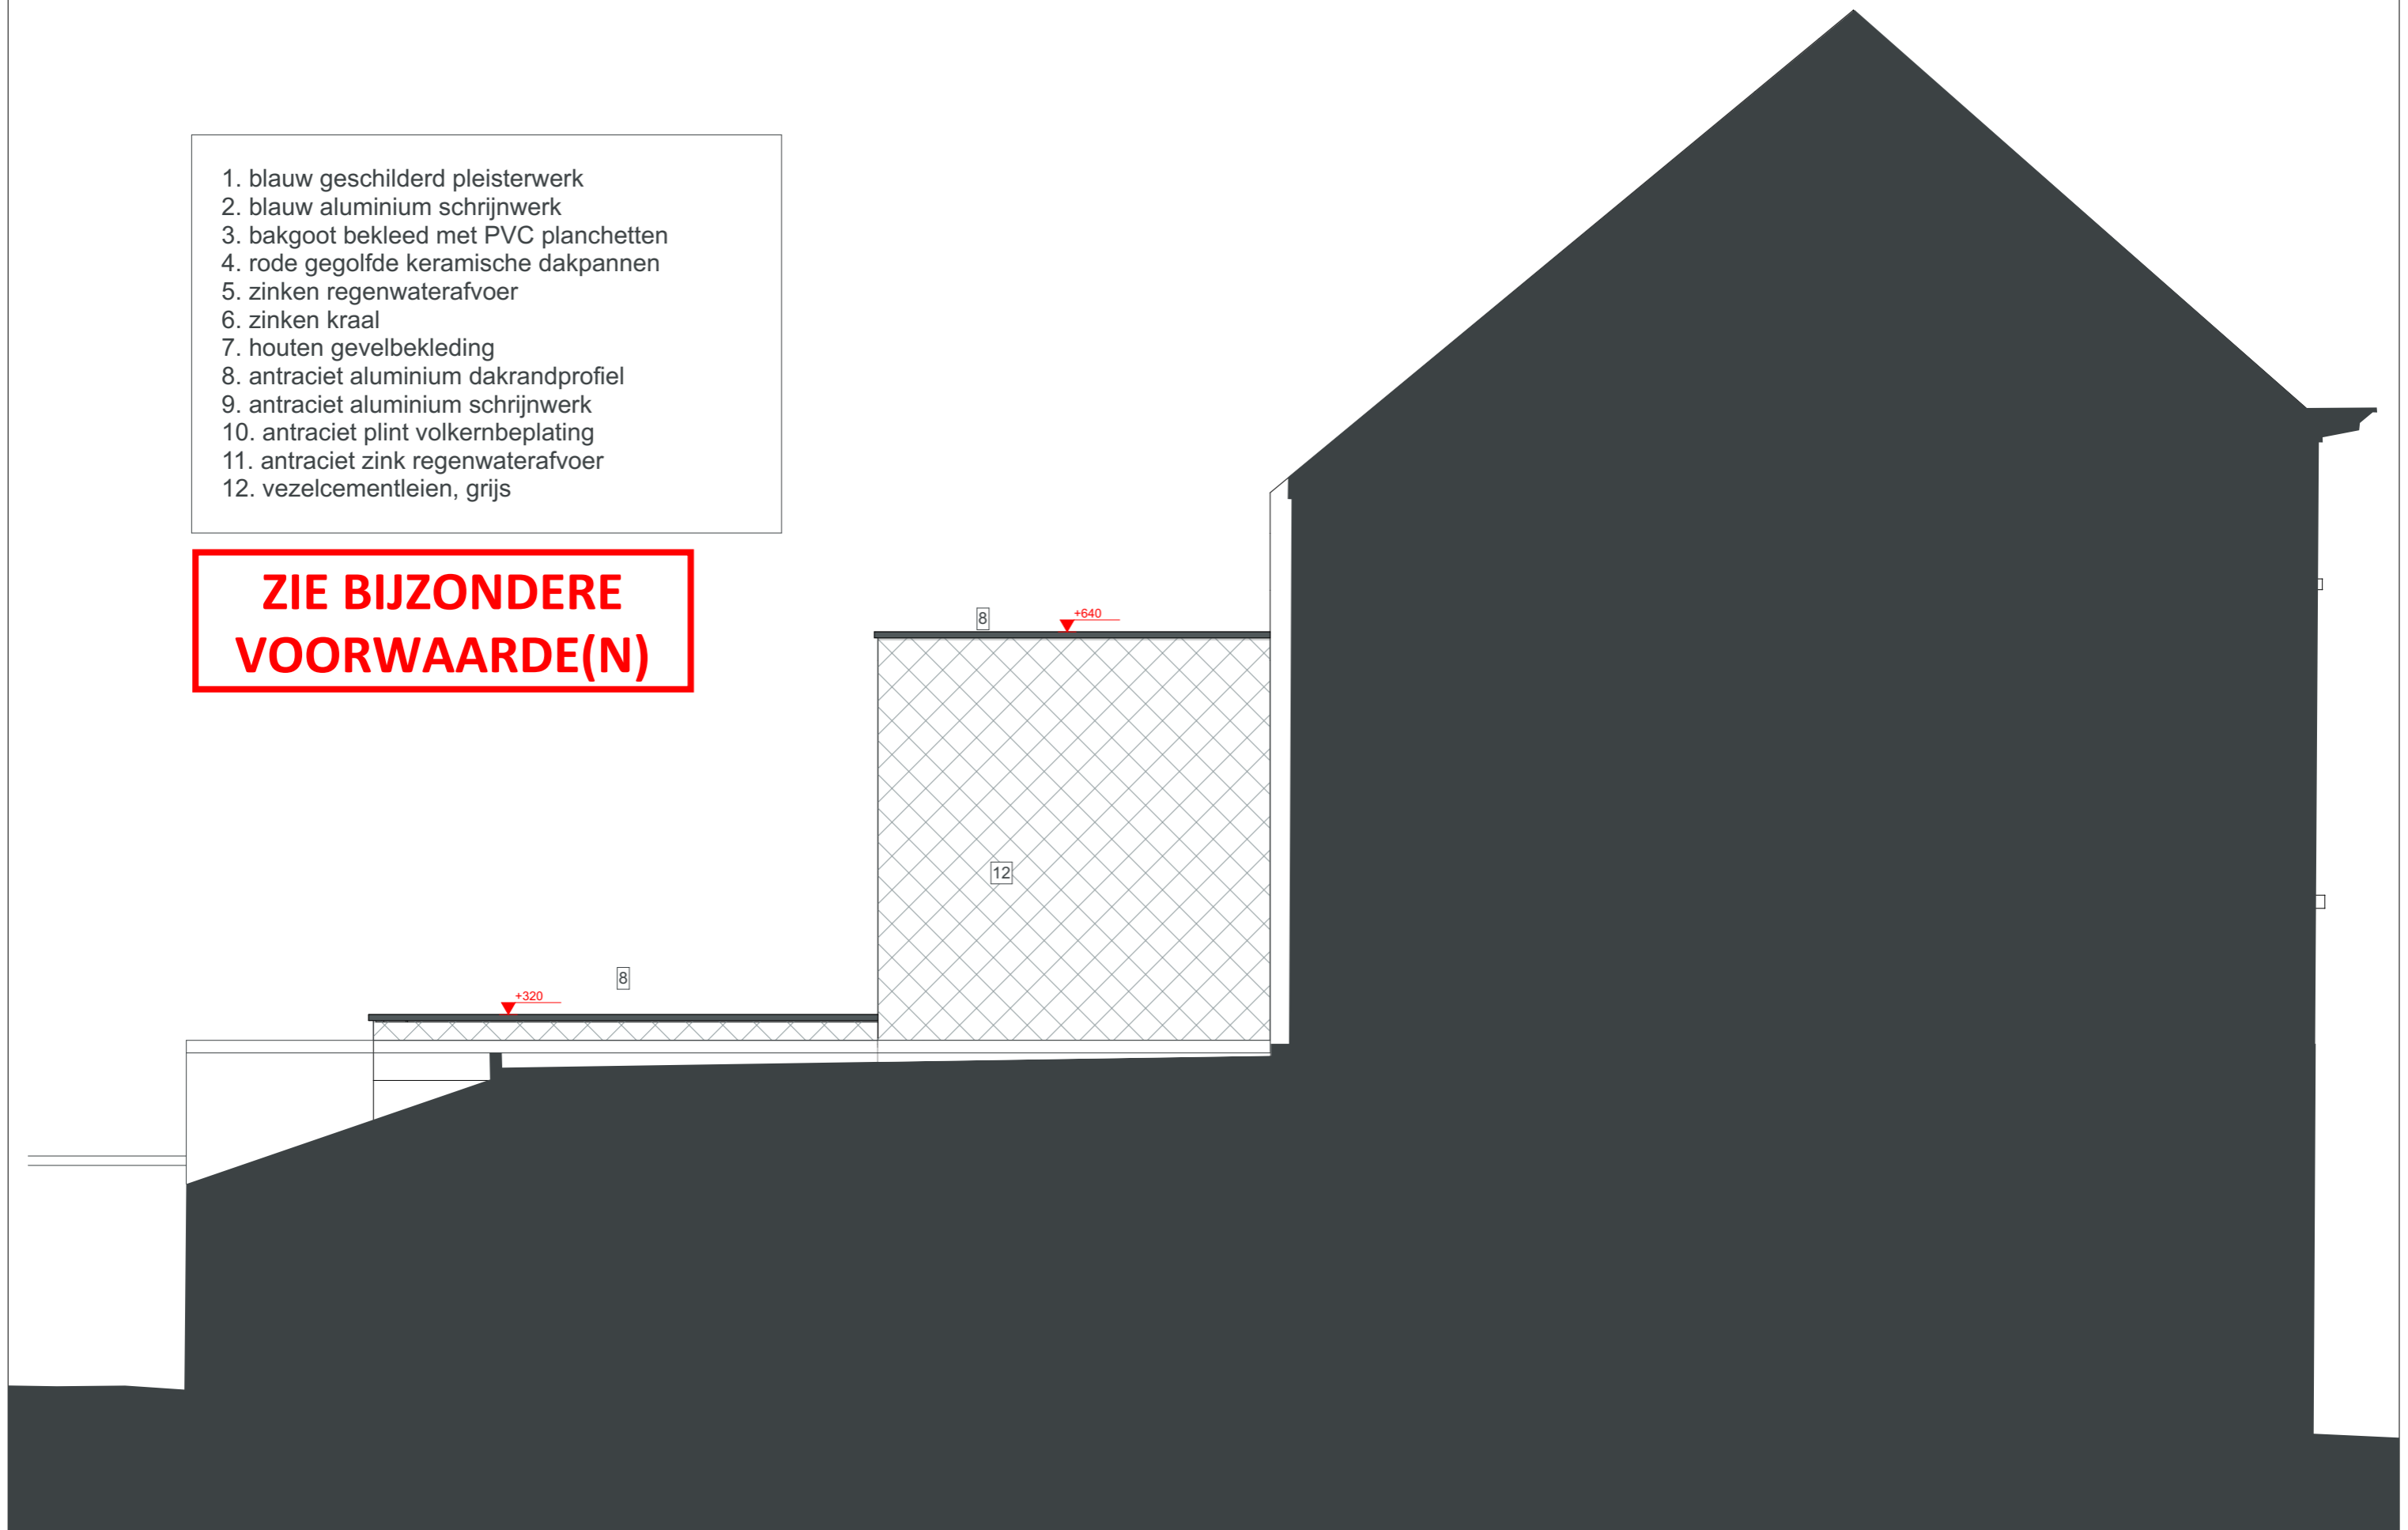 1. blauw geschilderd pleisterwerk
2. blauw aluminium schrijnwerk
3. bakgoot bekleed met PVC planchetten
4. rode gegolfde keramische dakpannen
5. zinken regenwaterafvoer
6. zinken kraal
7. houten gevelbekleding
8. antraciet aluminium dakrandprofiel
9. antraciet aluminium schrijnwerk
10. antraciet plint volkernbeplating
11. antraciet zink regenwaterafvoer
12. vezelcementleien, grijs
ZIE BIJZONDERE
VOORWAARDE(N)
8
+640
12
8
+320